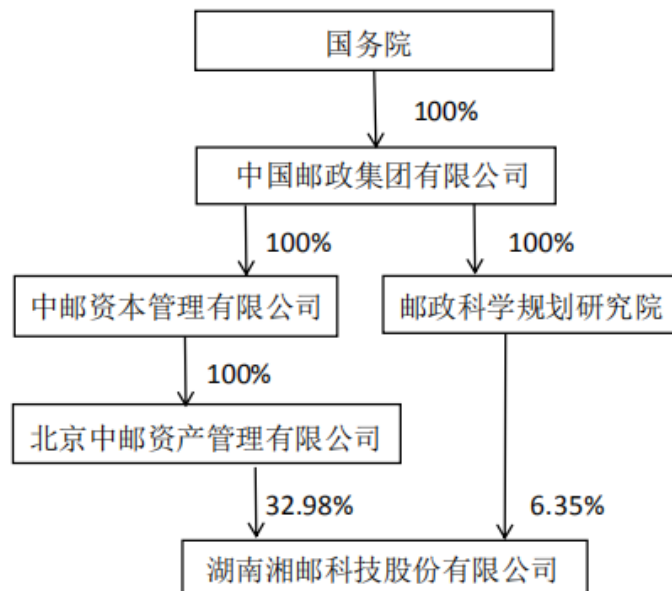 国务院
100%
中国邮政集团有限公司
100%
100%
中邮资本管理有限公司
邮政科学规划研究院
100%
北京中邮资产管理有限公司
32.98%
6.35%
湖南湘邮科技股份有限公司